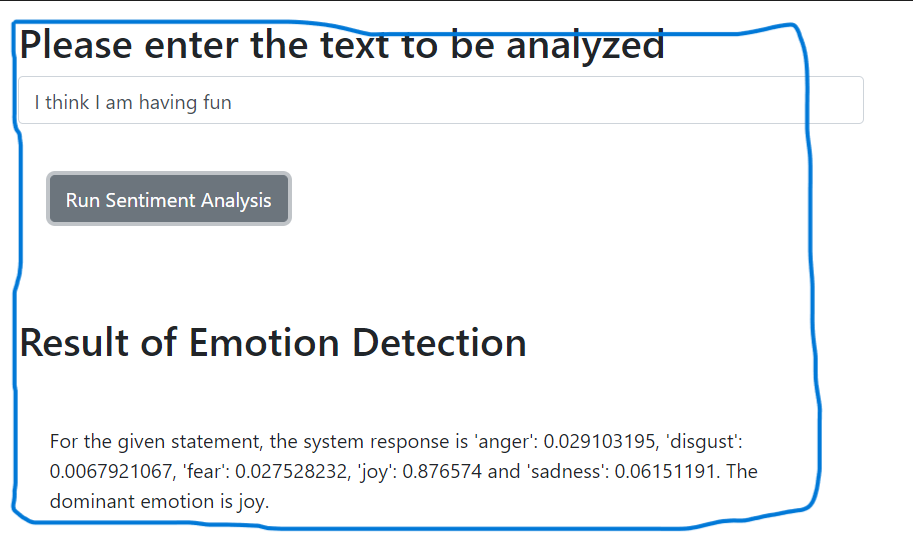 Please enter the text to be analyzed
I think I am having fun
Run Sentiment Analysis
Result of Emotion Detection
For the given statement, the system response is 'anger': 0.029103195, 'disgust':
0.0067921067, 'fear': 0.027528232, 'joy': 0.876574 and 'sadness': 0.06151191. The
dominant emotion is joy.